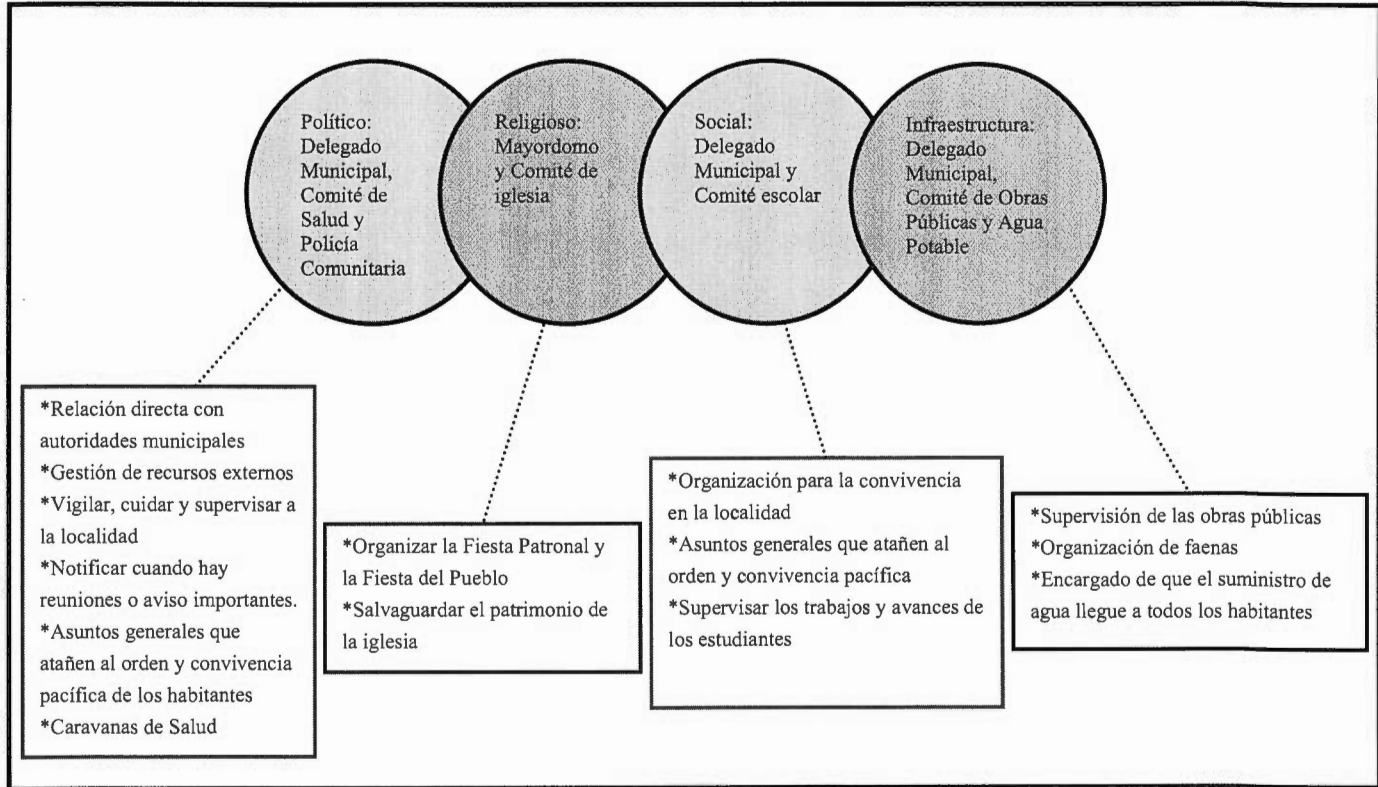 Político:
Delegado
Municipal,
Comité de
Salud y
Policía
Comunitaria
Religioso:
Mayordomo
y Comité de
iglesia
Social:
Delegado
Municipal y
Comité escolar
Infraestructura:
Delegado
Municipal,
Comité de Obras
Públicas y Agua
Potable
*Relación directa con
autoridades municipales
*Gestión de recursos externos
*Vigilar, cuidar y supervisar a
la localidad
*Notificar cuando hay
reuniones o aviso importantes.
*Asuntos generales que
atañen al orden y convivencia
pacífica de los habitantes
*Caravanas de Salud
*Organizar la Fiesta Patronal y
la Fiesta del Pueblo
*Salvaguardar el patrimonio de
la iglesia
*Organización para la convivencia
en la localidad
*Asuntos generales que atañen al
orden y convivencia pacífica
*Supervisar los trabajos y avances de
los estudiantes
*Supervisión de las obras públicas
*Organización de faenas
*Encargado de que el suministro de
agua llegue a todos los habitantes